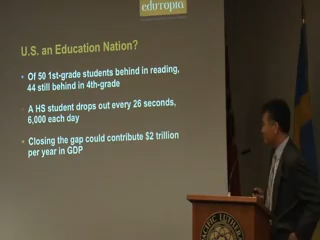 edutopia
U.S. an Education Nation?
• Of 50 1st-grade students behind in reading,
44 still behind in 4th-grade
• A HS student drops out every 26 seconds,
6,000 each day
• Closing the gap could contribute $2 trillion
per year in GDP
PACIFIC LUTHERAN